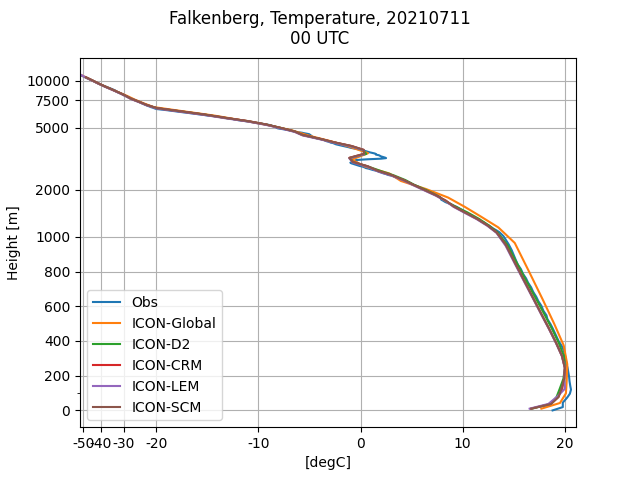 Falkenberg, Temperature, 20210711
00 UTC
10000
7500
5000
2000
1000
800
600
400
200
0
Height [m]
Obs
ICON-Global
ICON-D2
ICON-CRM
ICON-LEM
ICON-SCM
-50 -40 -30 -20 -10 0 10 20
[degC]